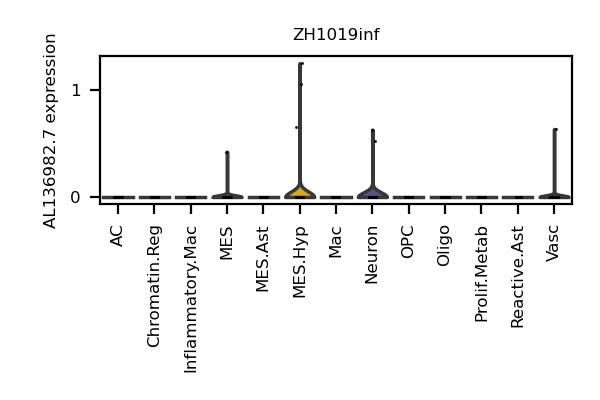 ZH1019inf
AL136982.7 expression
1
0
AC
Chromatin.Reg
Inflammatory.Mac
MES
MES.Ast
MES.Hyp
Mac
Neuron
OPC
Oligo
Prolif.Metab
Reactive.Ast
Vasc